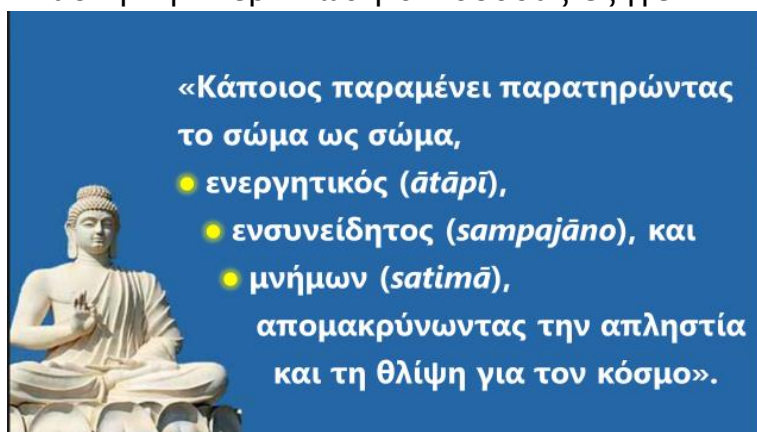 «Κάποιος παραμένει παρατηρώντας
το σώμα ως σώμα,
ενεργητικός (ātāpī),
ενσυνείδητος (sampajāno), και
μνήμων (satimā),
απομακρύνωντας την απληστία
και τη θλίψη για τον κόσμο».